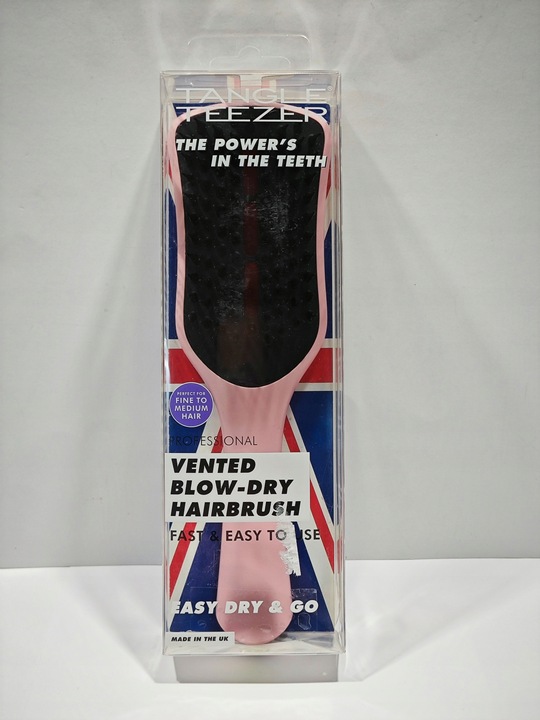 TANGLE
TEEZER
THE POWER'S
IN THE TEETH
PERFECT FOR
FINE TO
MEDIUM
HAIR
PROFESSIONAL
VENTED
BLOW-DRY
HAIRBRUSH
FAST & EASY TO USE
EASY DRY & GO
MADE IN THE UK